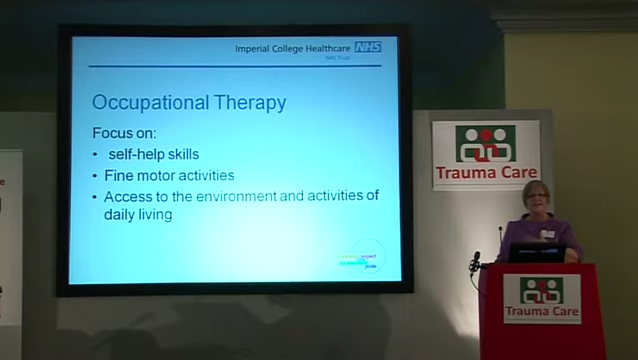 Imperial College Healthcare NHS
NHS Trust
Occupational Therapy
Focus on:
• self-help skills
• Fine motor activities
• Access to the environment and activities of
daily living
Trauma Care
Trauma Care